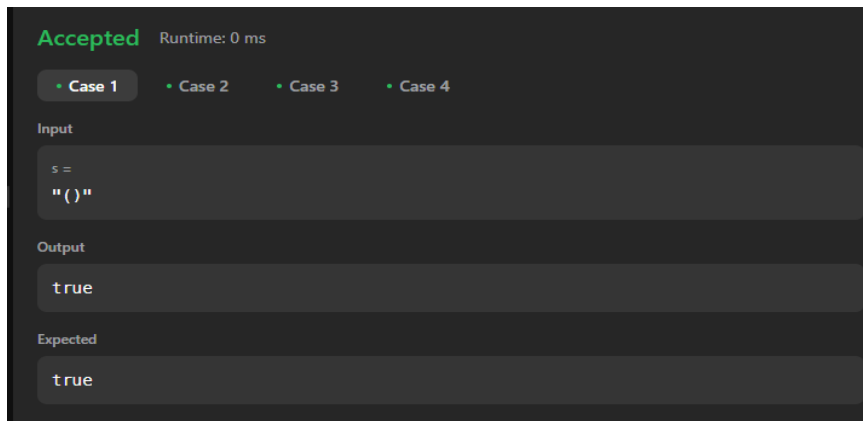 Accepted Runtime: 0 ms
• Case 1 • Case 2 • Case 3 • Case 4
Input
s =
"()"
Output
true
Expected
true